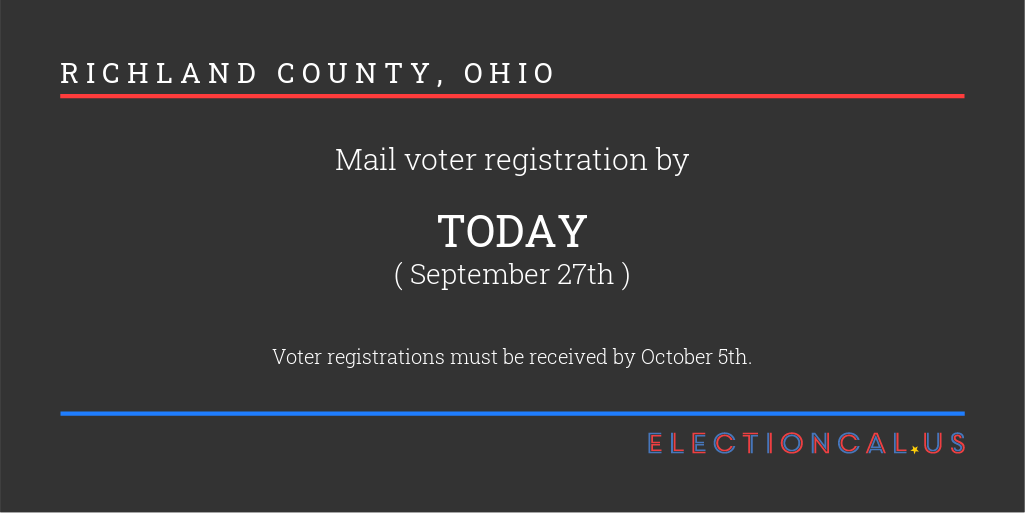 RICHLAND COUNTY, OHIO
Mail voter registration by
TODAY
( September 27th )
Voter registrations must be received by October 5th.
ELECTIONCAL.US